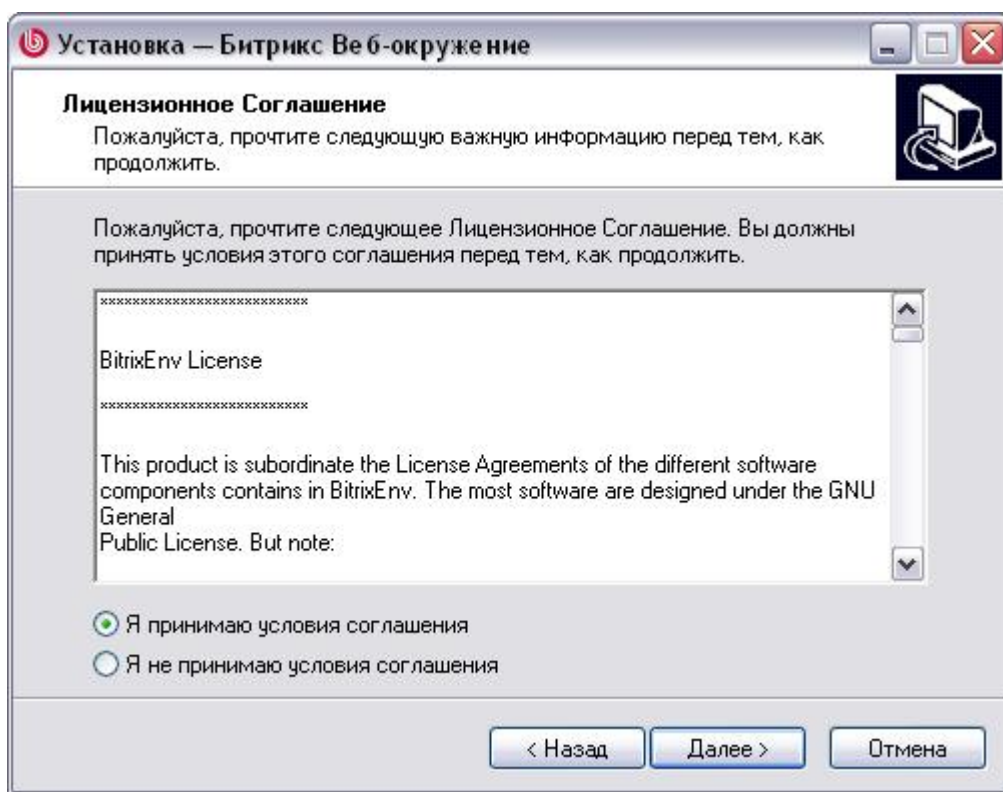 Установка — Битрикс Веб-окружение
Лицензионное Соглашение
Пожалуйста, прочтите следующую важную информацию перед тем, как
продолжить.
Пожалуйста, прочтите следующее Лицензионное Соглашение. Вы должны
принять условия этого соглашения перед тем, как продолжить.
**************************
BitrixEnv License
**************************
This product is subordinate the License Agreements of the different software
components contains in BitrixEnv. The most software are designed under the GNU
General
Public License. But note:
Я принимаю условия соглашения
Я не принимаю условия соглашения
< Назад
Далее >
Отмена